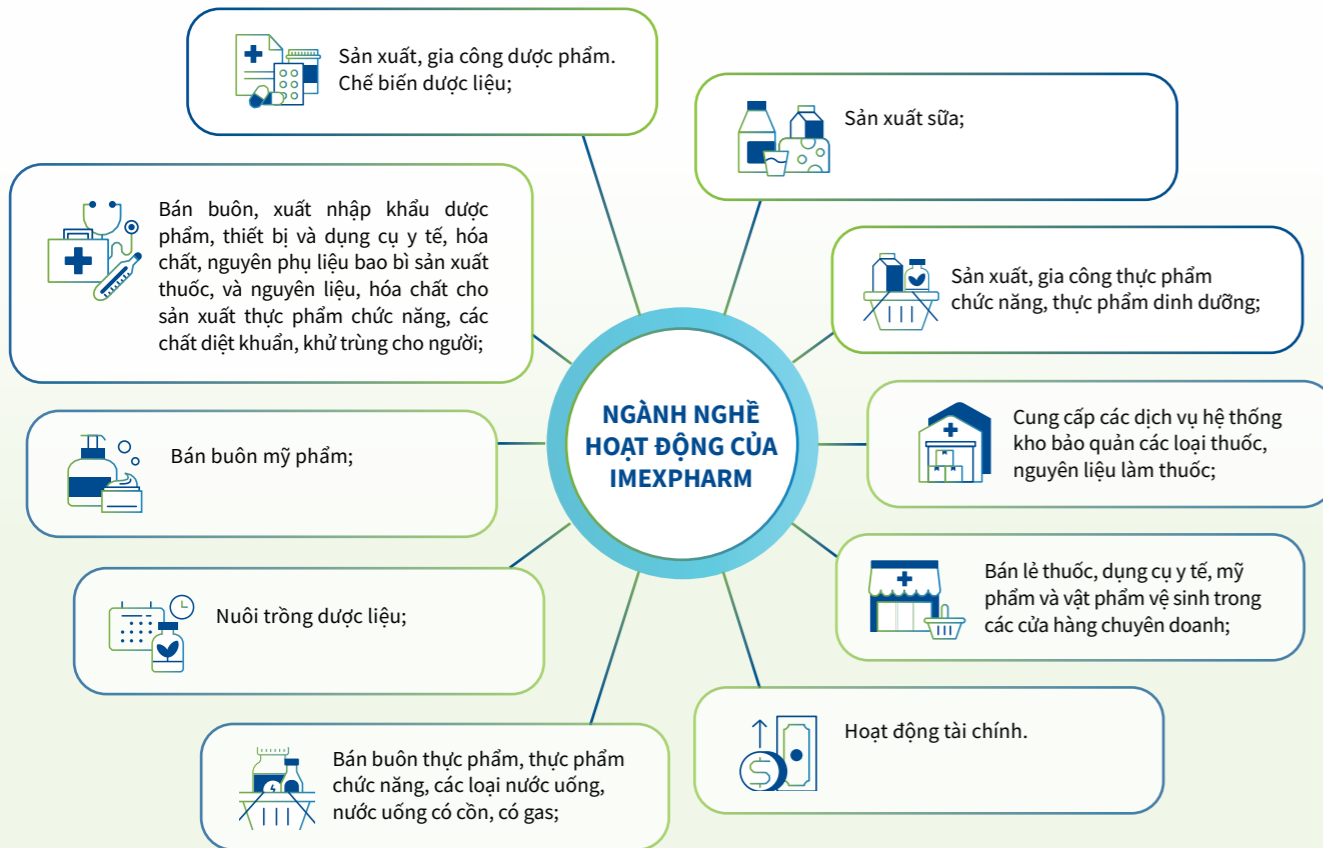 Sản xuất, gia công dược phẩm.
Chế biến dược liệu;
Sản xuất sữa;
Bán buôn, xuất nhập khẩu dược
phẩm, thiết bị và dụng cụ y tế, hóa
chất, nguyên phụ liệu bao bì sản xuất
thuốc, và nguyên liệu, hóa chất cho
sản xuất thực phẩm chức năng, các
chất diệt khuẩn, khử trùng cho người;
Sản xuất, gia công thực phẩm
chức năng, thực phẩm dinh dưỡng;
NGÀNH NGHỀ
HOẠT ĐỘNG CỦA
IMEXPHARM
Bán buôn mỹ phẩm;
Cung cấp các dịch vụ hệ thống
kho bảo quản các loại thuốc,
nguyên liệu làm thuốc;
Nuôi trồng dược liệu;
Bán lẻ thuốc, dụng cụ y tế, mỹ
phẩm và vật phẩm vệ sinh trong
các cửa hàng chuyên doanh;
Bán buôn thực phẩm, thực phẩm
chức năng, các loại nước uống,
nước uống có cồn, có gas;
Hoạt động tài chính.